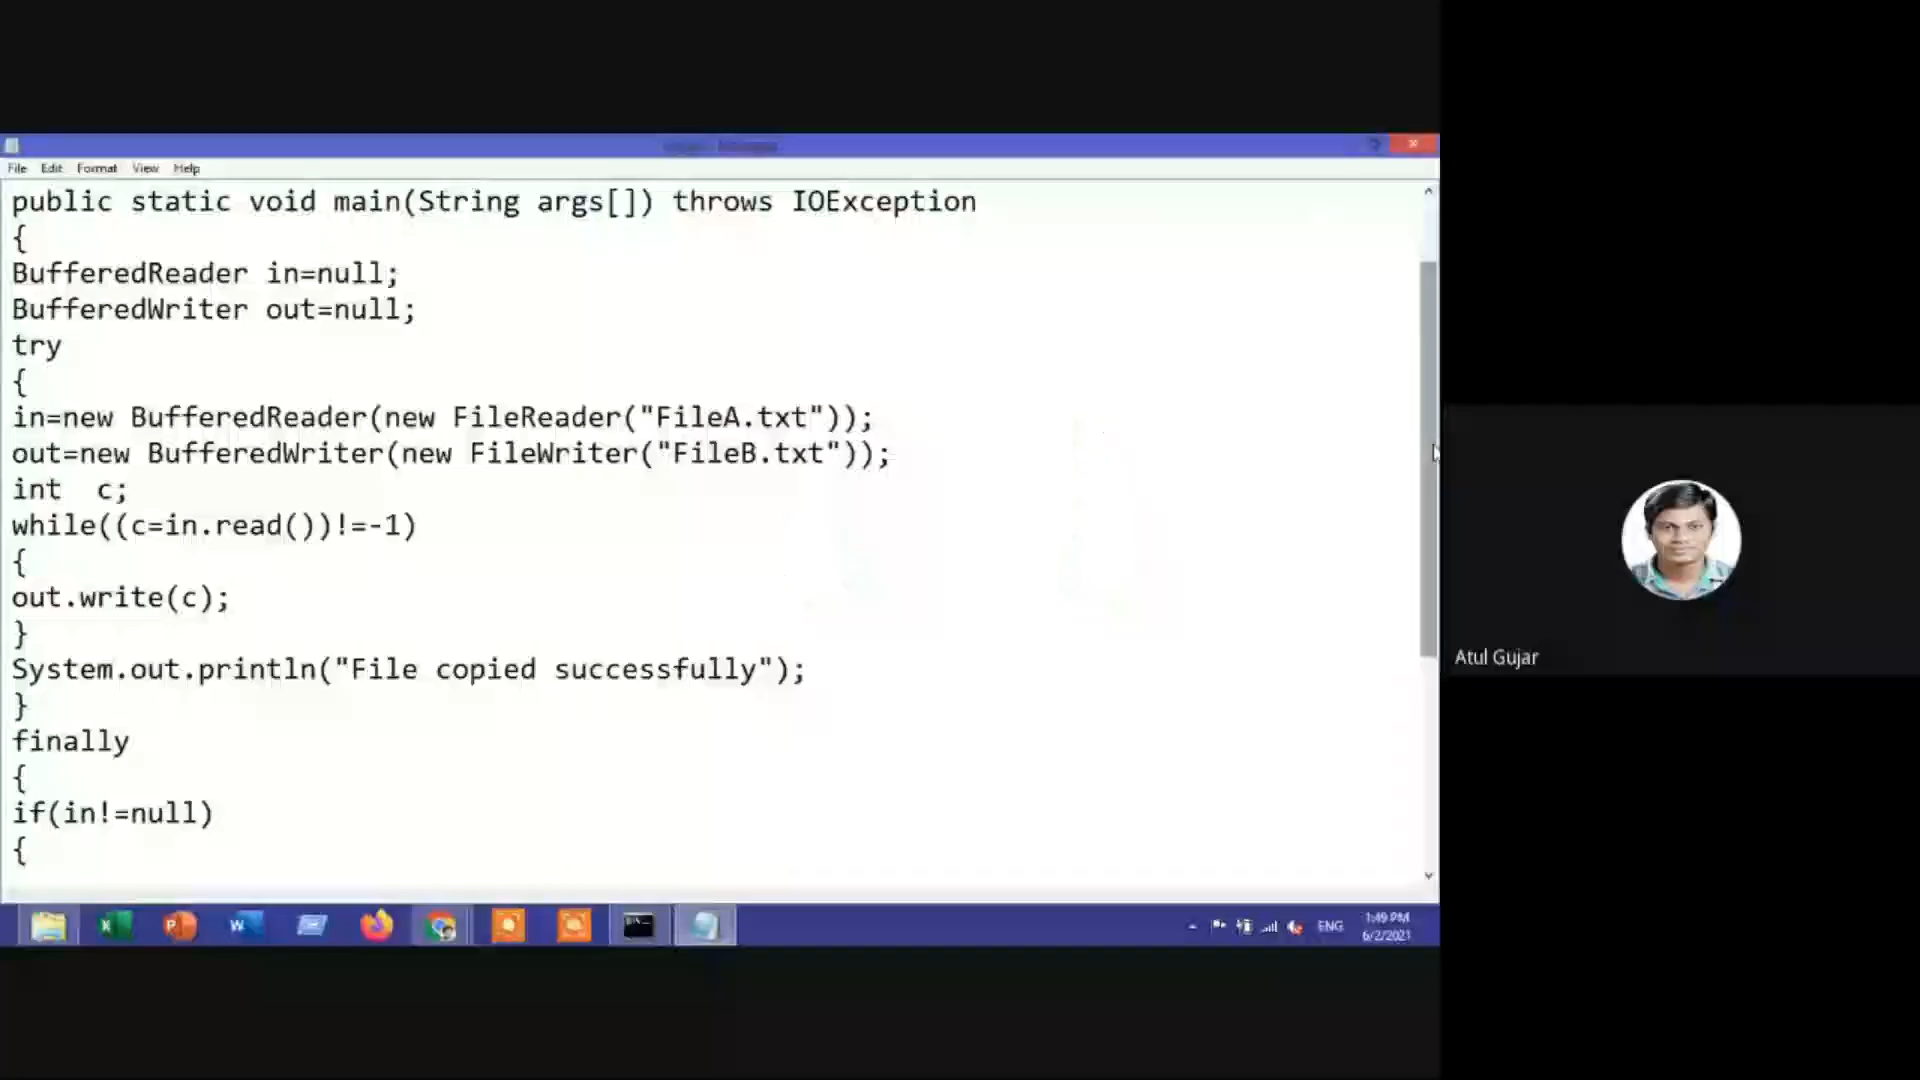 File Edit Format View Help
public static void main(String args[]) throws IOException
{
BufferedReader in=null;
BufferedWriter out=null;
try
{
in=new BufferedReader(new FileReader("FileA.txt"));
out=new BufferedWriter(new FileWriter("FileB.txt"));
int  c;
while((c=in.read())!=-1)
{
out.write(c);
}
System.out.println("File copied successfully");
}
finally
{
if(in!=null)
{
Atul Gujar
ENG
1:49 PM
6/2/2021